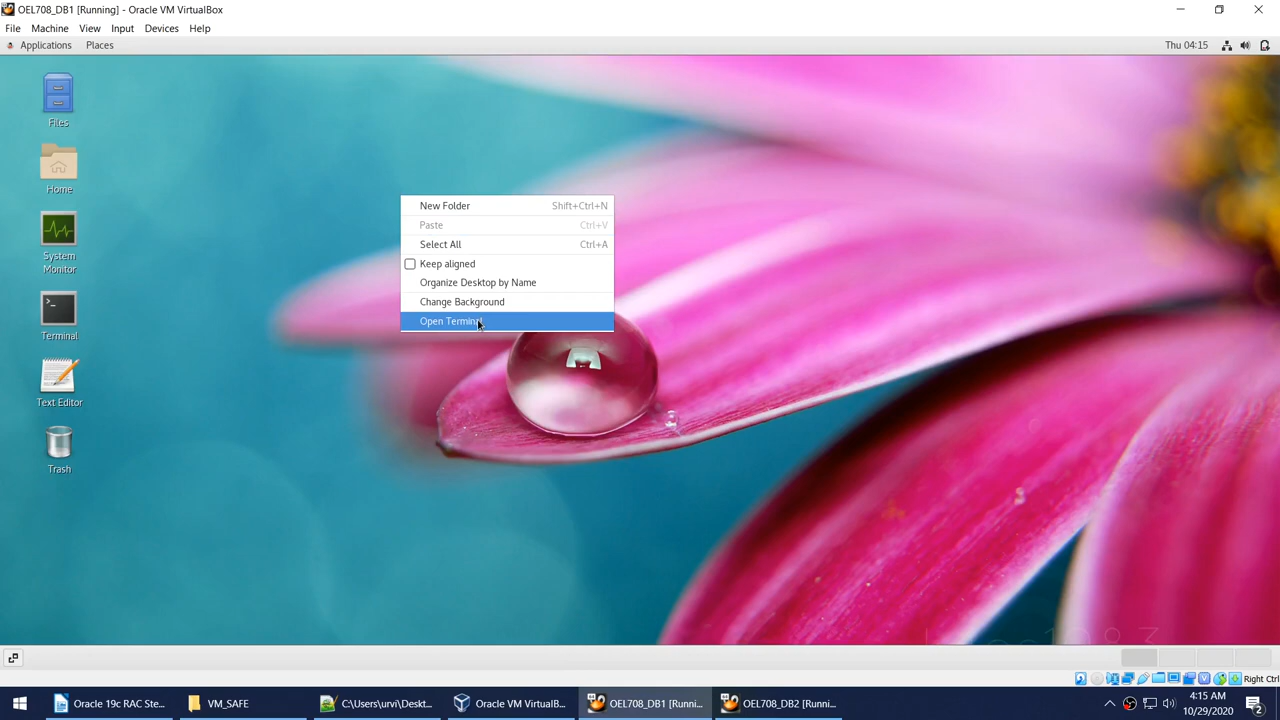 OEL708_DB1 [Running] - Oracle VM VirtualBox
File Machine View Input Devices Help
Applications Places Thu 04:15
Files
Home
System
Monitor
Terminal
Text Editor
Trash
New Folder Shift+Ctrl+N
Paste Ctrl+V
Select All Ctrl+A
Keep aligned
Organize Desktop by Name
Change Background
Open Terminal
Right Ctrl
Oracle 19c RAC Ste... VM_SAFE C:\Users\urvi\Deskt... Oracle VM VirtualB... OEL708_DB1 [Runni... OEL708_DB2 [Runni...
4:15 AM
10/29/2020
2